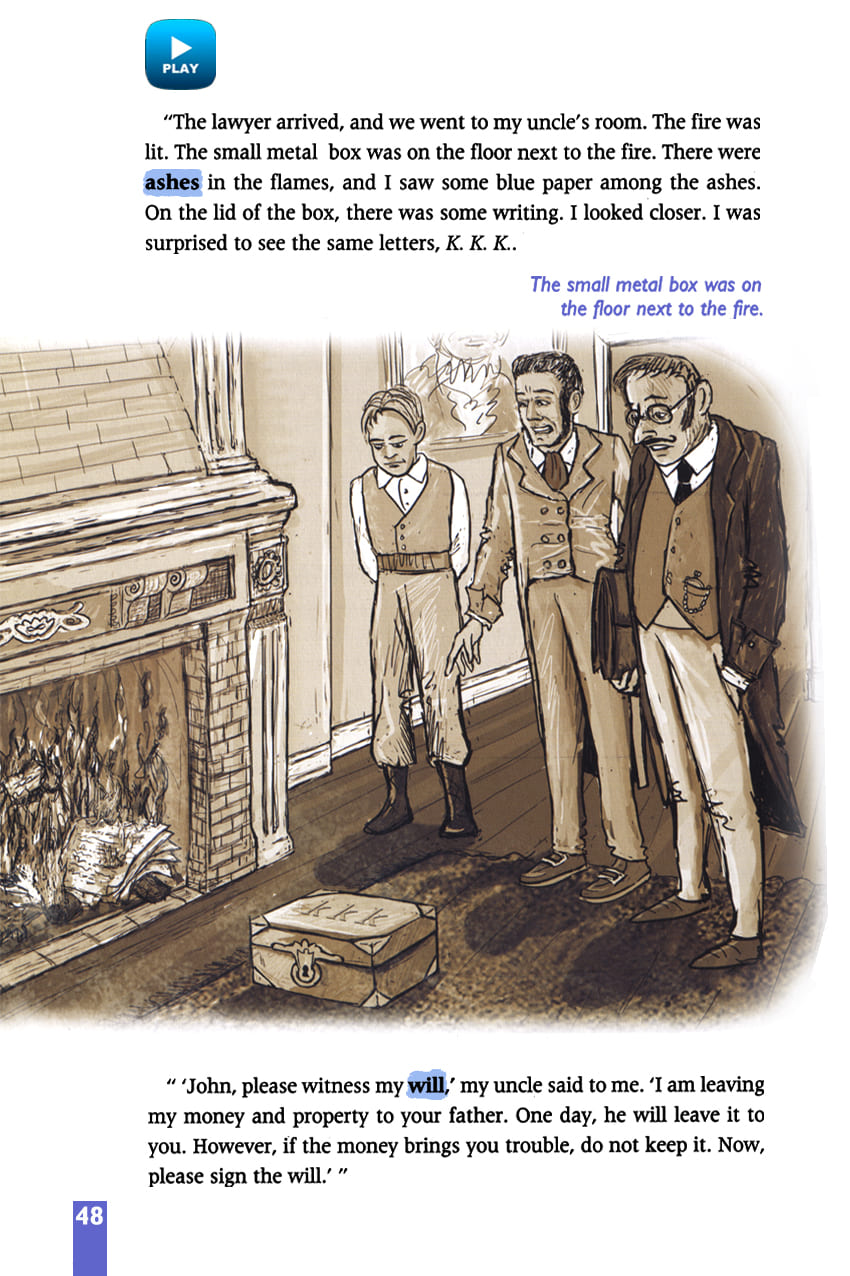 PLAY
“The lawyer arrived, and we went to my uncle’s room. The fire was
lit. The small metal box was on the floor next to the fire. There were
ashes in the flames, and I saw some blue paper among the ashes.
On the lid of the box, there was some writing. I looked closer. I was
surprised to see the same letters, K. K. K..
The small metal box was on
the floor next to the fire.
K K K
“ ‘John, please witness my will,’ my uncle said to me. ‘I am leaving
my money and property to your father. One day, he will leave it to
you. However, if the money brings you trouble, do not keep it. Now,
please sign the will.’ ”
48